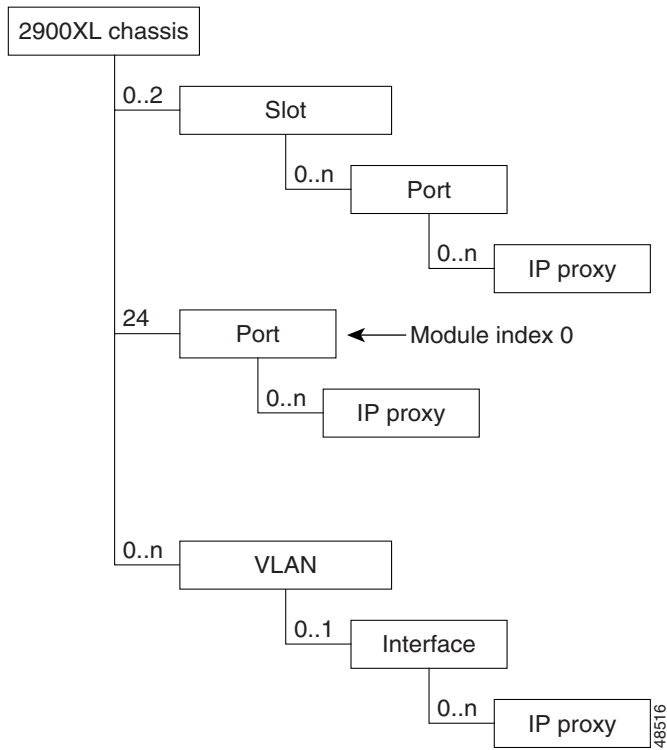 2900XL chassis
0..2
Slot
0..n
Port
0..n
IP proxy
24
Port
Module index 0
0..n
IP proxy
0..n
VLAN
0..1
Interface
0..n
IP proxy
48516